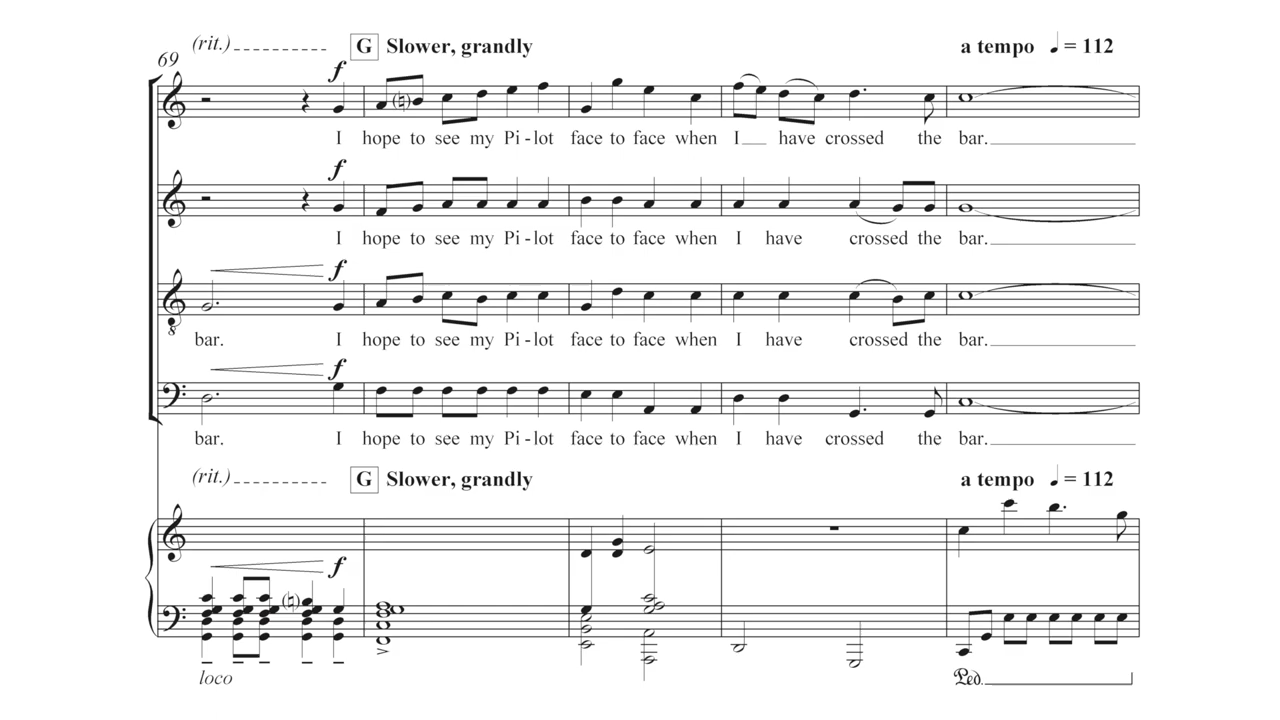 (rit.) G Slower, grandly a tempo ♩ = 112
69
f
I hope to see my Pi - lot face to face when I have crossed the bar.
f
I hope to see my Pi - lot face to face when I have crossed the bar.
f
8
bar. I hope to see my Pi - lot face to face when I have crossed the bar.
f
bar. I hope to see my Pi - lot face to face when I have crossed the bar.
(rit.) G Slower, grandly a tempo ♩ = 112
f
loco Ped.